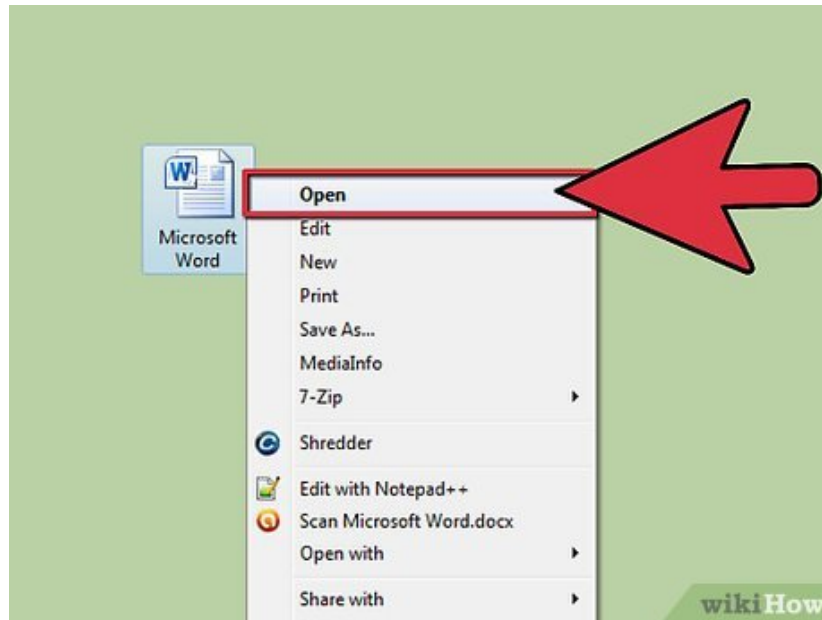 W
Microsoft
Word
Open
Edit
New
Print
Save As...
MediaInfo
7-Zip
Shredder
Edit with Notepad++
Scan Microsoft Word.docx
Open with
Share with
wikiHow